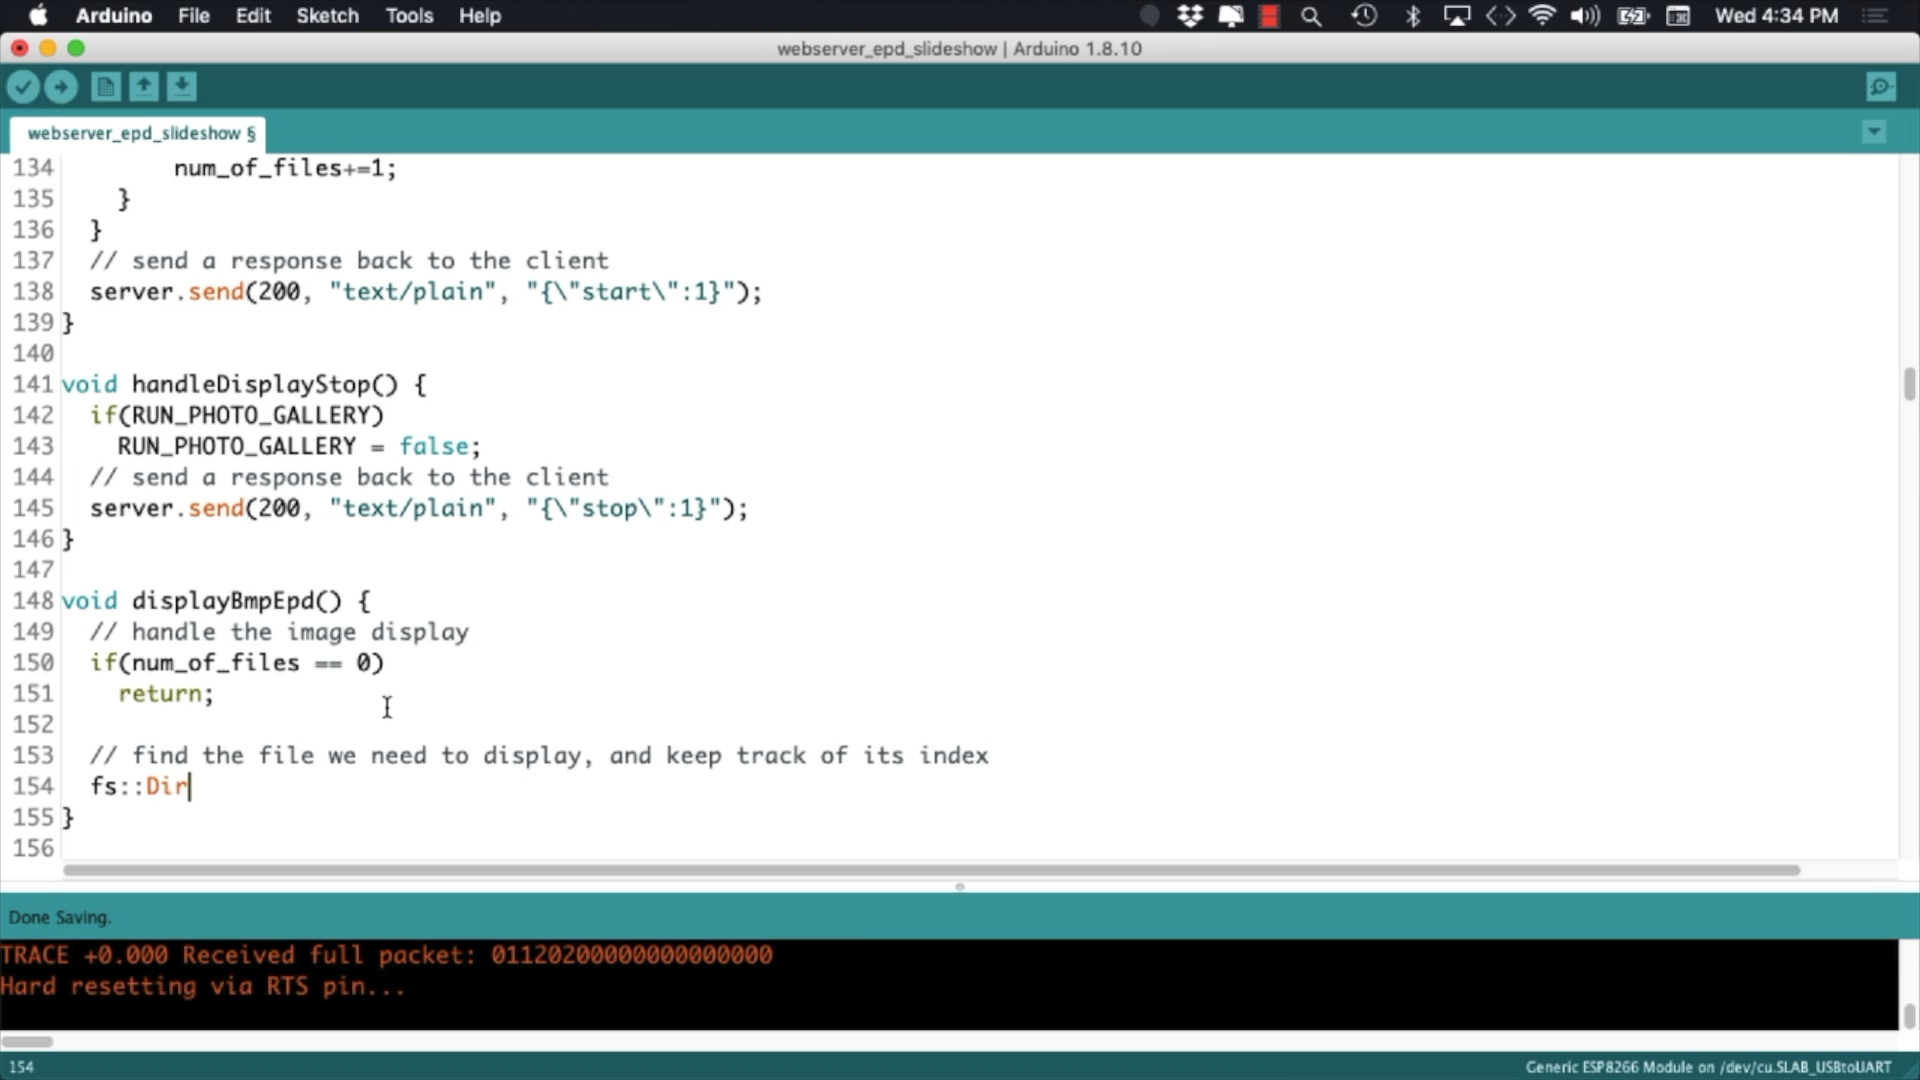 Arduino File Edit Sketch Tools Help Wed 4:34 PM
webserver_epd_slideshow | Arduino 1.8.10
webserver_epd_slideshow §
134         num_of_files+=1;
135     }
136   }
137   // send a response back to the client
138   server.send(200, "text/plain", "{\"start\":1}");
139 }
140
141 void handleDisplayStop() {
142   if(RUN_PHOTO_GALLERY)
143     RUN_PHOTO_GALLERY = false;
144   // send a response back to the client
145   server.send(200, "text/plain", "{\"stop\":1}");
146 }
147
148 void displayBmpEpd() {
149   // handle the image display
150   if(num_of_files == 0)
151     return;
152
153   // find the file we need to display, and keep track of its index
154   fs::Dir
155 }
156
Done Saving.
TRACE +0.000 Received full packet: 01120200000000000000
Hard resetting via RTS pin...
154 Generic ESP8266 Module on /dev/cu.SLAB_USBtoUART